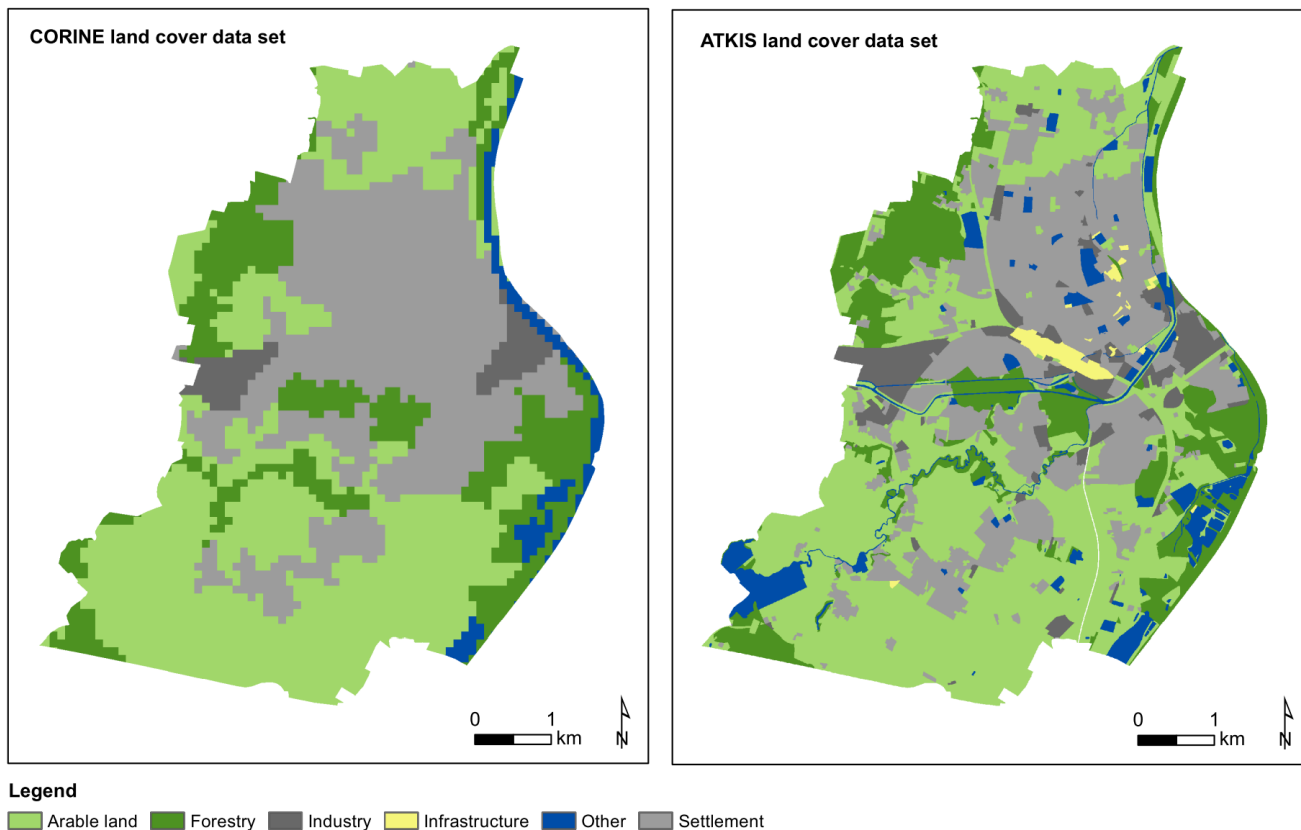 CORINE land cover data set
ATKIS land cover data set
0 1
km
N
0 1
km
N
Legend
Arable land Forestry Industry Infrastructure Other Settlement